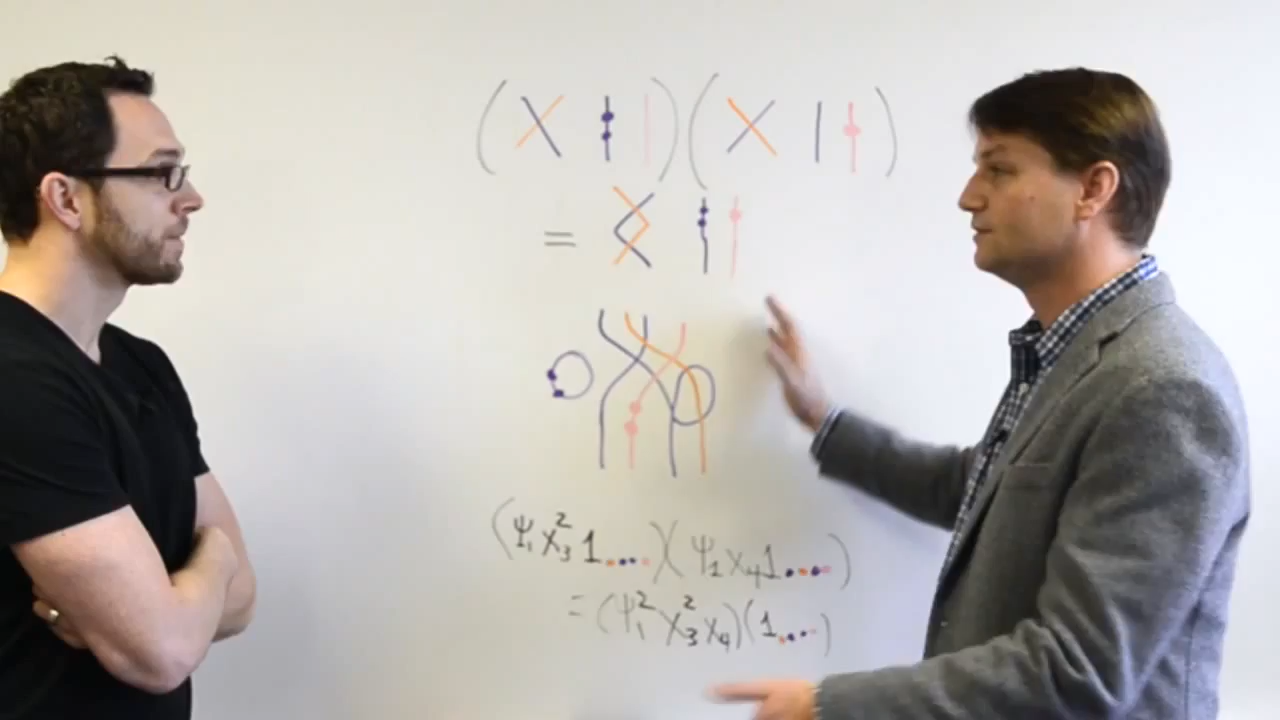 ( X ) ( X )
=
(ψ₁ x₃² 1....)(ψ₁ x₄ 1....)
= (ψ₁² x₃² x₄)(1....)